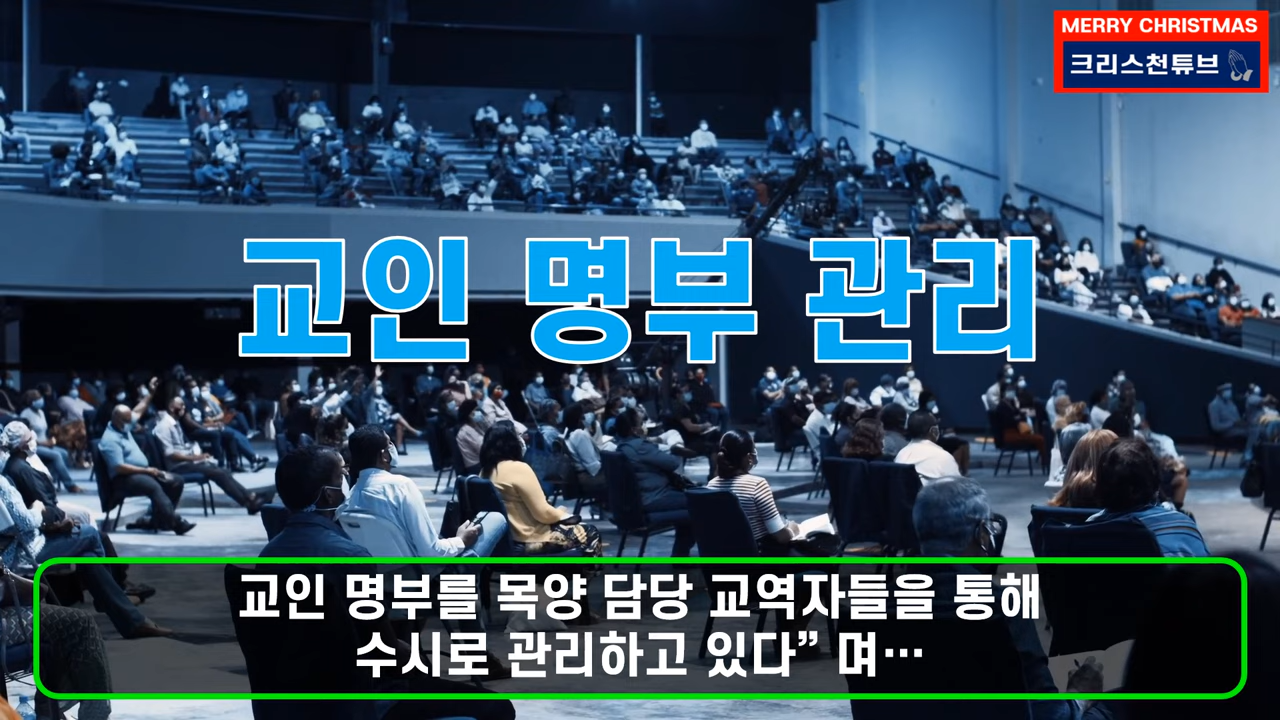 MERRY CHRISTMAS
크리스천튜브
교인 명부 관리
교인 명부를 목양 담당 교역자들을 통해
수시로 관리하고 있다” 며…